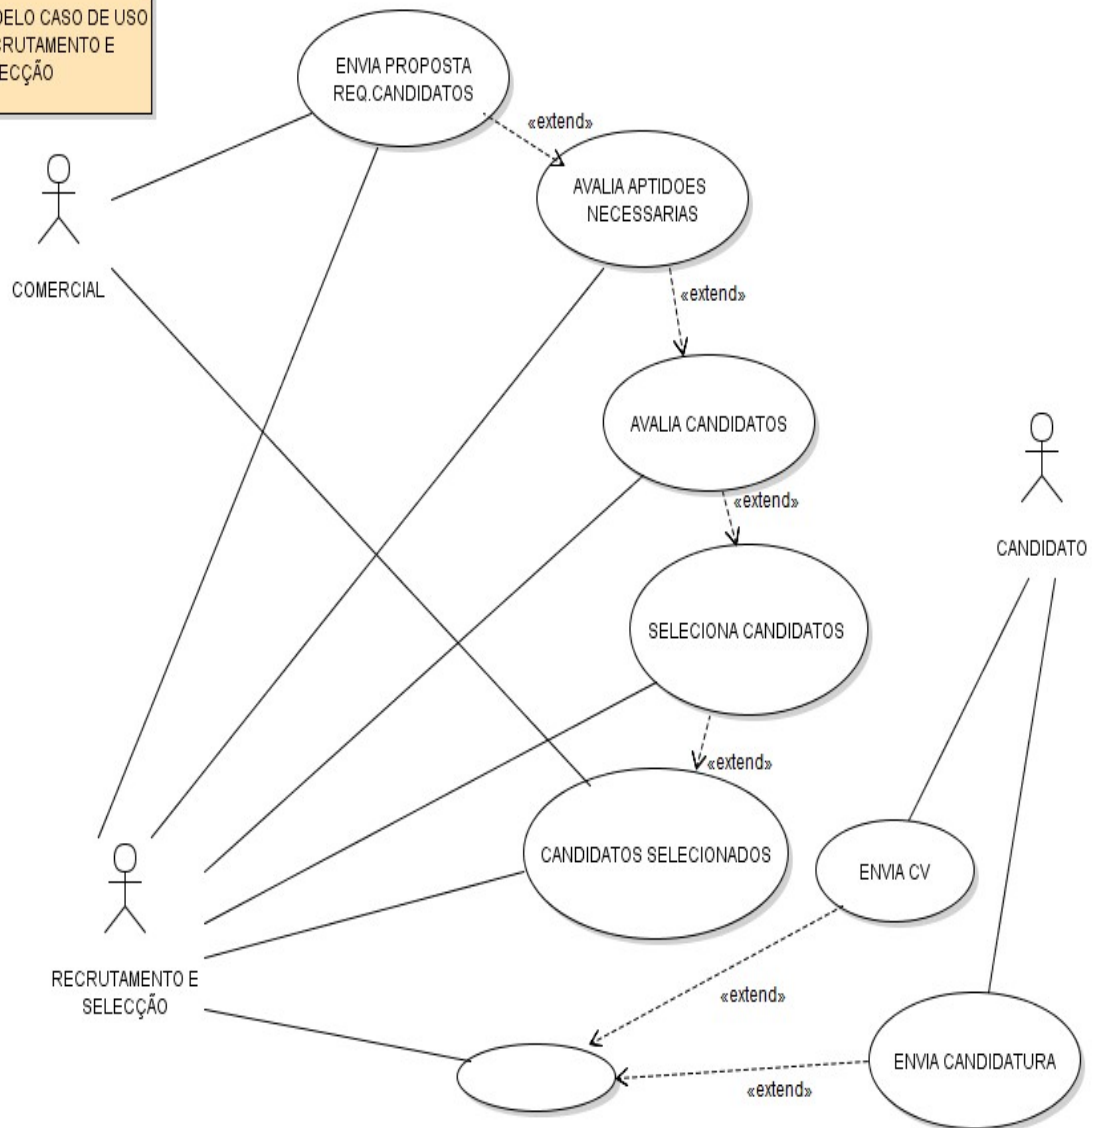 DELO CASO DE USO
CRUTAMENTO E
LECÇÃO
ENVIA PROPOSTA
REQ.CANDIDATOS
«extend»
AVALIA APTIDOES
NECESSARIAS
COMERCIAL
«extend»
AVALIA CANDIDATOS
«extend»
CANDIDATO
SELECIONA CANDIDATOS
«extend»
CANDIDATOS SELECIONADOS
ENVIA CV
RECRUTAMENTO E
SELECÇÃO
«extend»
ENVIA CANDIDATURA
«extend»